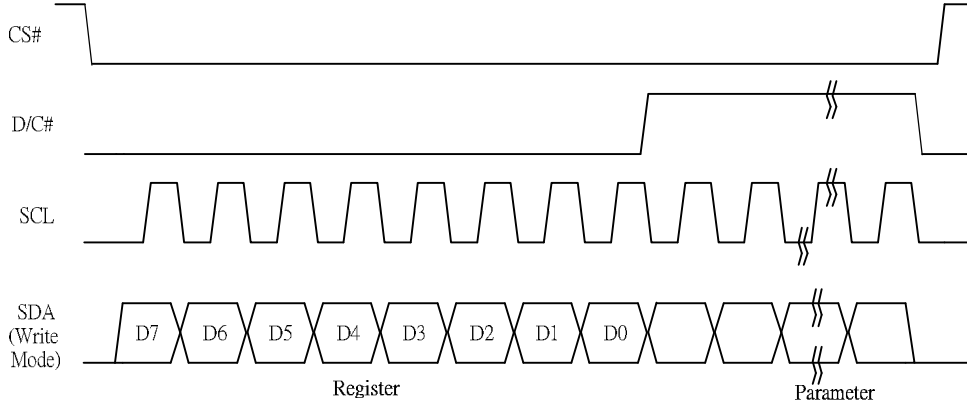 CS#
D/C#
SCL
SDA
(Write
Mode)
D7 D6 D5 D4 D3 D2 D1 D0
Register
Parameter